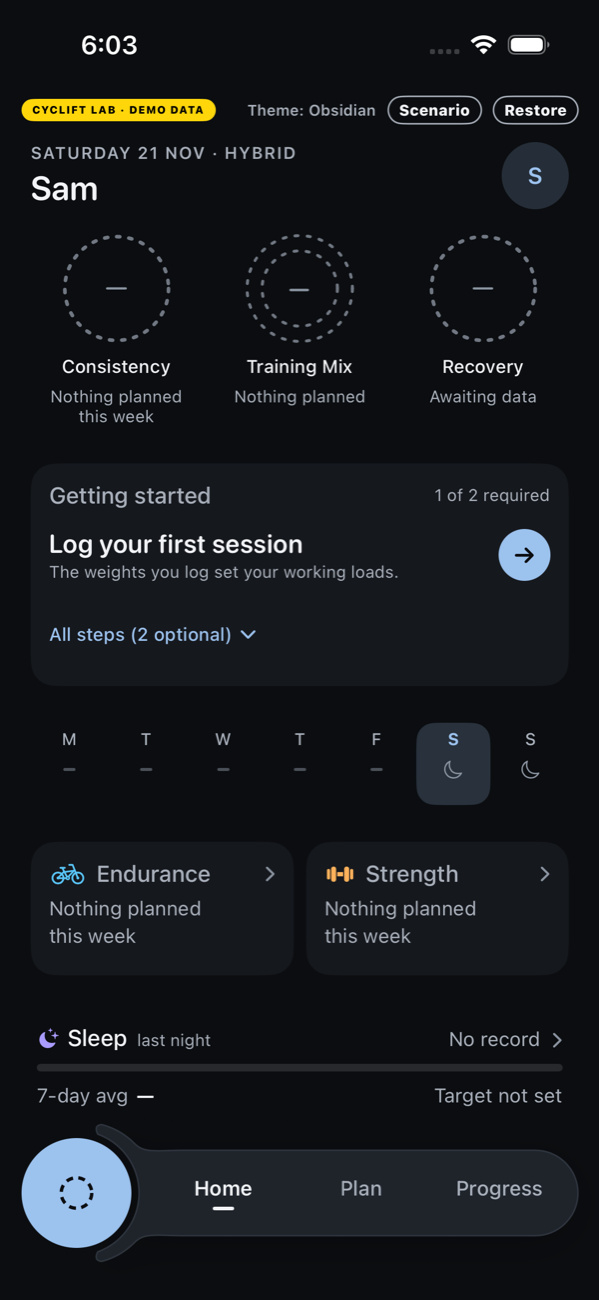 6:03
CYCLIFT LAB · DEMO DATA
Theme: Obsidian
Scenario
Restore
SATURDAY 21 NOV · HYBRID
Sam
S
Consistency
Nothing planned
this week
Training Mix
Nothing planned
Recovery
Awaiting data
Getting started
1 of 2 required
Log your first session
The weights you log set your working loads.
All steps (2 optional)
M T W T F S S
Endurance
Nothing planned
this week
Strength
Nothing planned
this week
Sleep last night
No record
7-day avg —
Target not set
Home
Plan
Progress